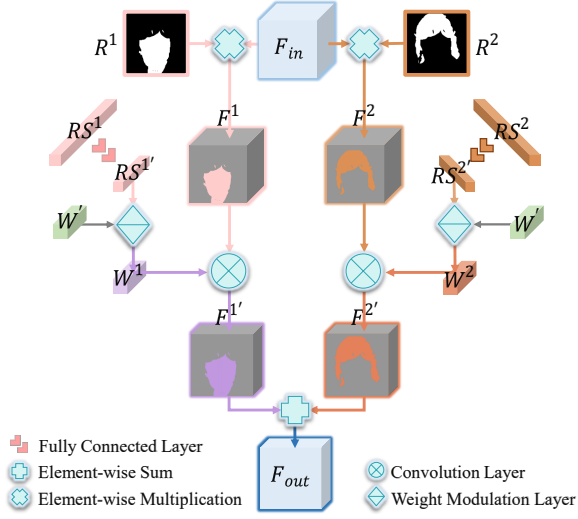 R¹ F_in R²
F¹ F²
RS¹ RS²
RS¹′ RS²′
W′ W′
W¹ W²
F¹′ F²′
F_out
Fully Connected Layer
Element-wise Sum
Element-wise Multiplication
Convolution Layer
Weight Modulation Layer